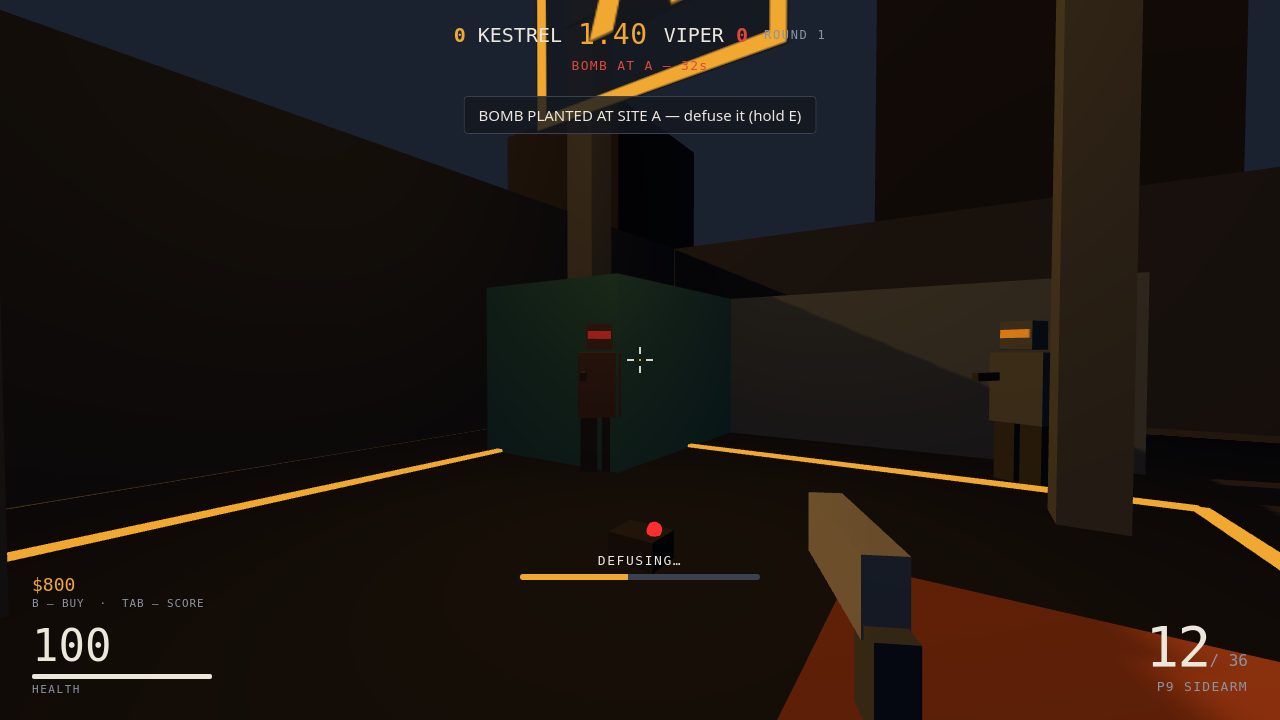 0 KESTREL 1:40 VIPER 0 ROUND 1
BOMB AT A — 32s
BOMB PLANTED AT SITE A — defuse it (hold E)
DEFUSING…
$800
B — BUY · TAB — SCORE
100
HEALTH
12 / 36
P9 SIDEARM